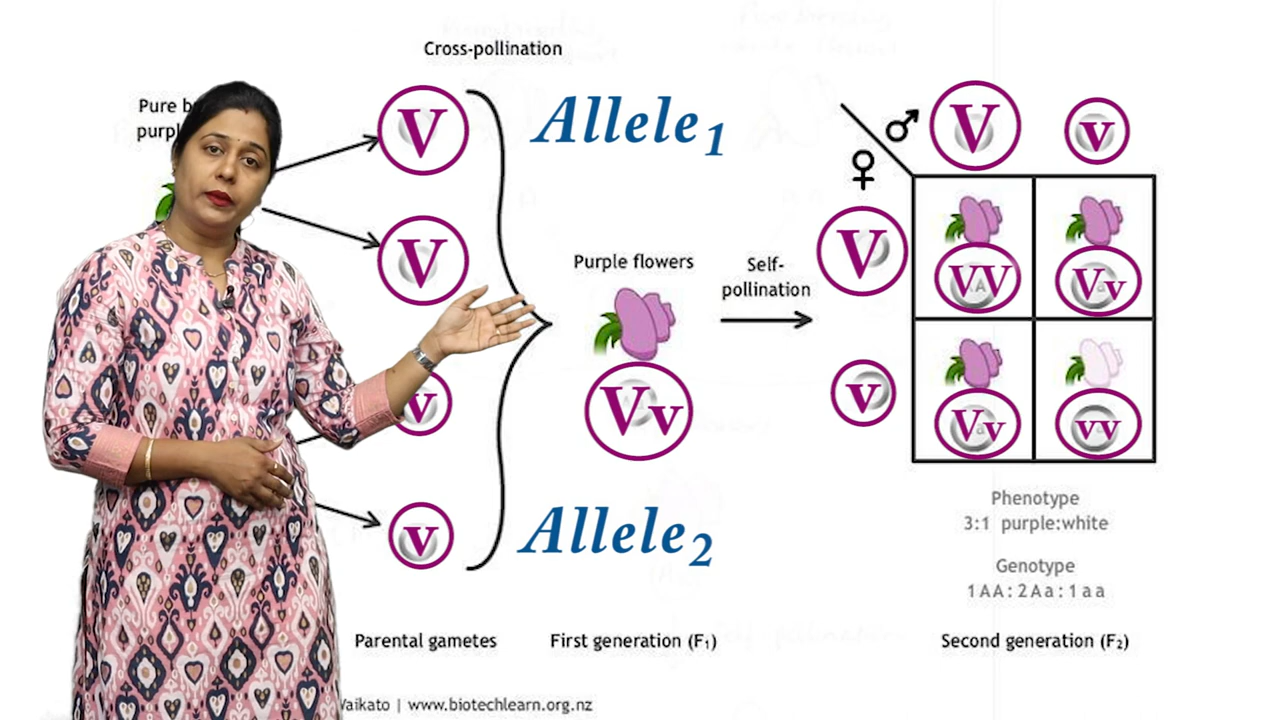 Cross-pollination
Pure
purpl
V
V
v
v
Allele1
Allele2
Purple flowers
Vv
Self-
pollination
♂
♀
V
v
V
v
VV
Vv
Vv
vv
Phenotype
3:1 purple:white
Genotype
1AA:2Aa:1aa
Parental gametes
First generation (F1)
Second generation (F2)
Waikato | www.biotechlearn.org.nz